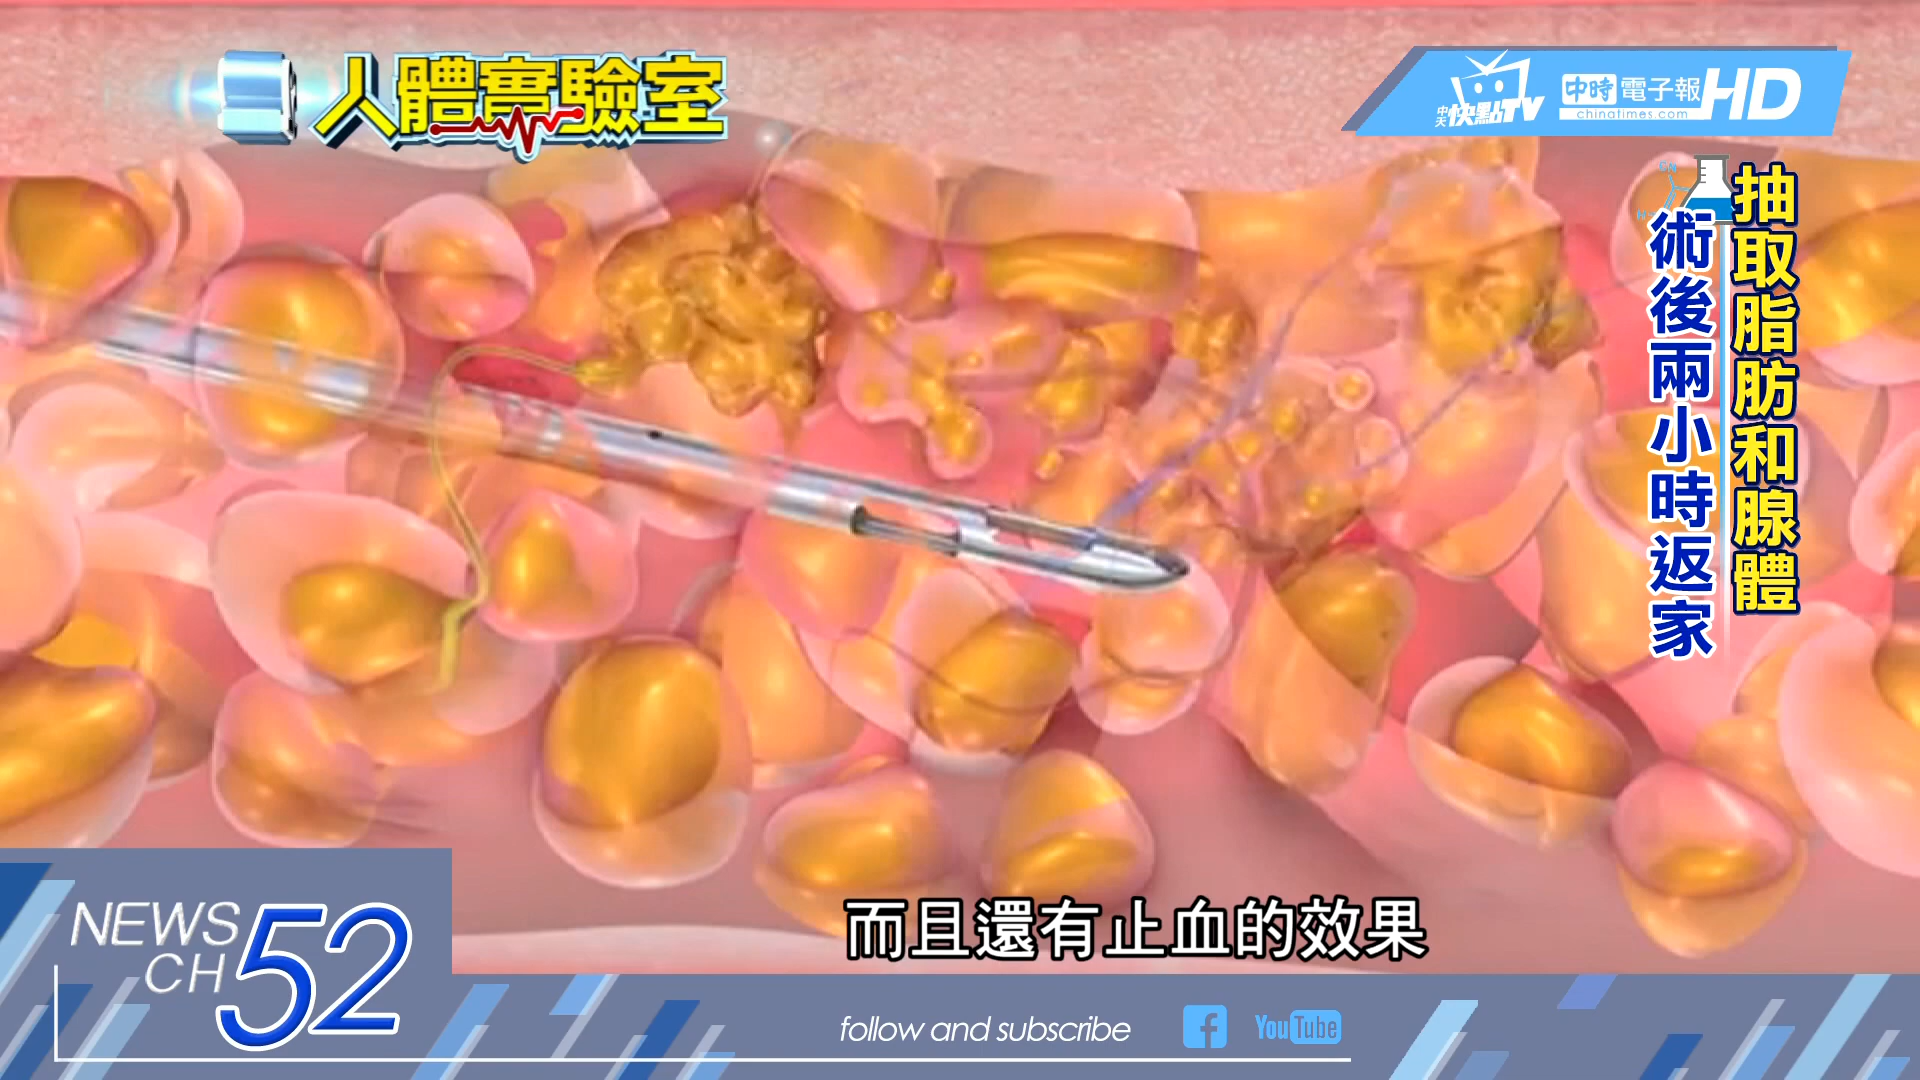 人體實驗室
中天快點TV
中時電子報HD
chinatimes.com
抽取脂肪和腺體
術後兩小時返家
而且還有止血的效果
NEWS
CH 52
follow and subscribe
YouTube